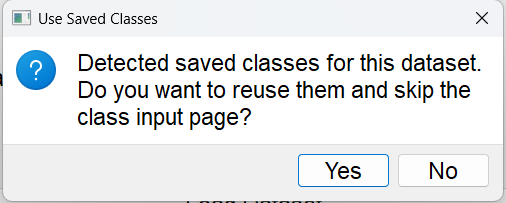 Use Saved Classes
Detected saved classes for this dataset.
Do you want to reuse them and skip the
class input page?
Yes
No